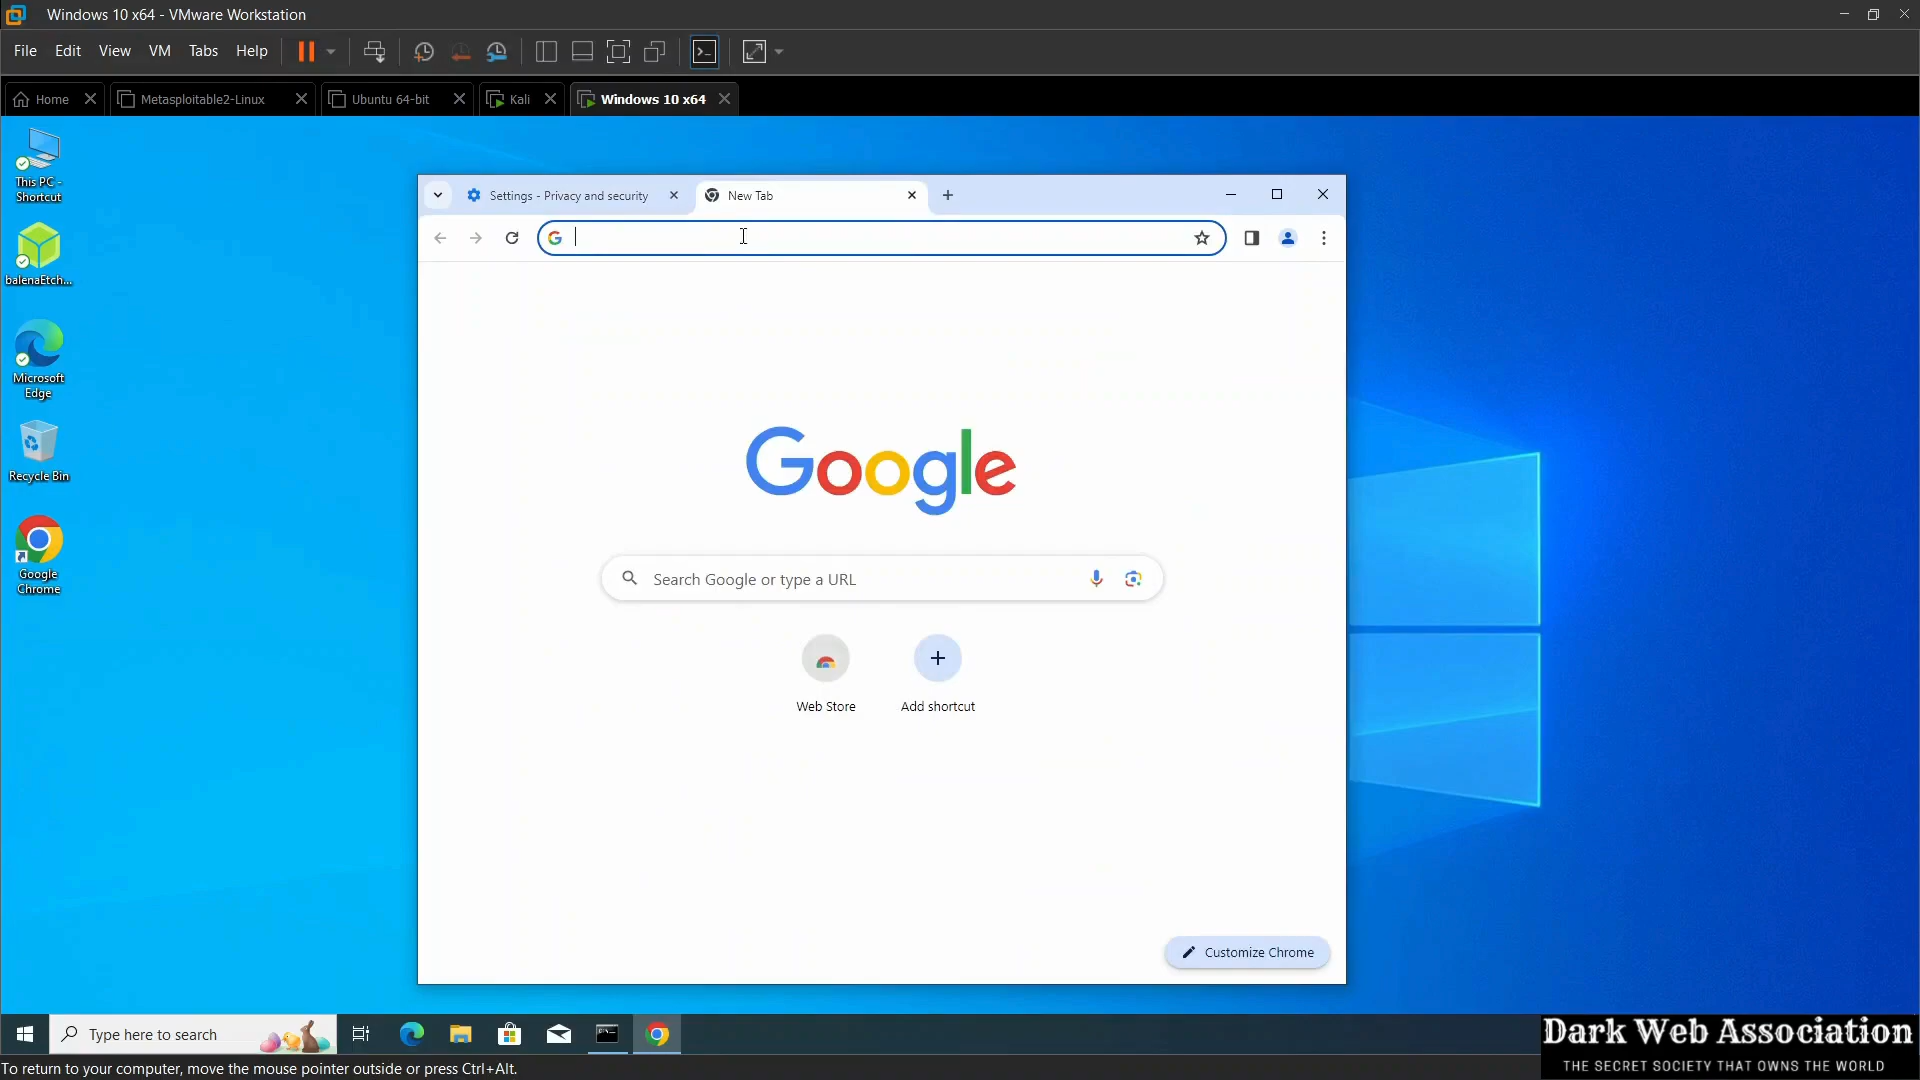 Windows 10 x64 - VMware Workstation
File Edit View VM Tabs Help
Home Metasploitable2-Linux Ubuntu 64-bit Kali Windows 10 x64
This PC -
Shortcut
balenaEtch...
Microsoft
Edge
Recycle Bin
Google
Chrome
Settings - Privacy and security New Tab
Google
Search Google or type a URL
Web Store Add shortcut
Customize Chrome
Type here to search
Dark Web Association
THE SECRET SOCIETY THAT OWNS THE WORLD
To return to your computer, move the mouse pointer outside or press Ctrl+Alt.